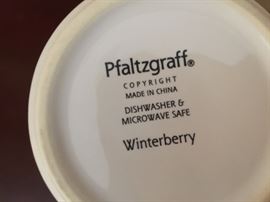 Pfaltzgraff®
COPYRIGHT
MADE IN CHINA
DISHWASHER &
MICROWAVE SAFE
Winterberry